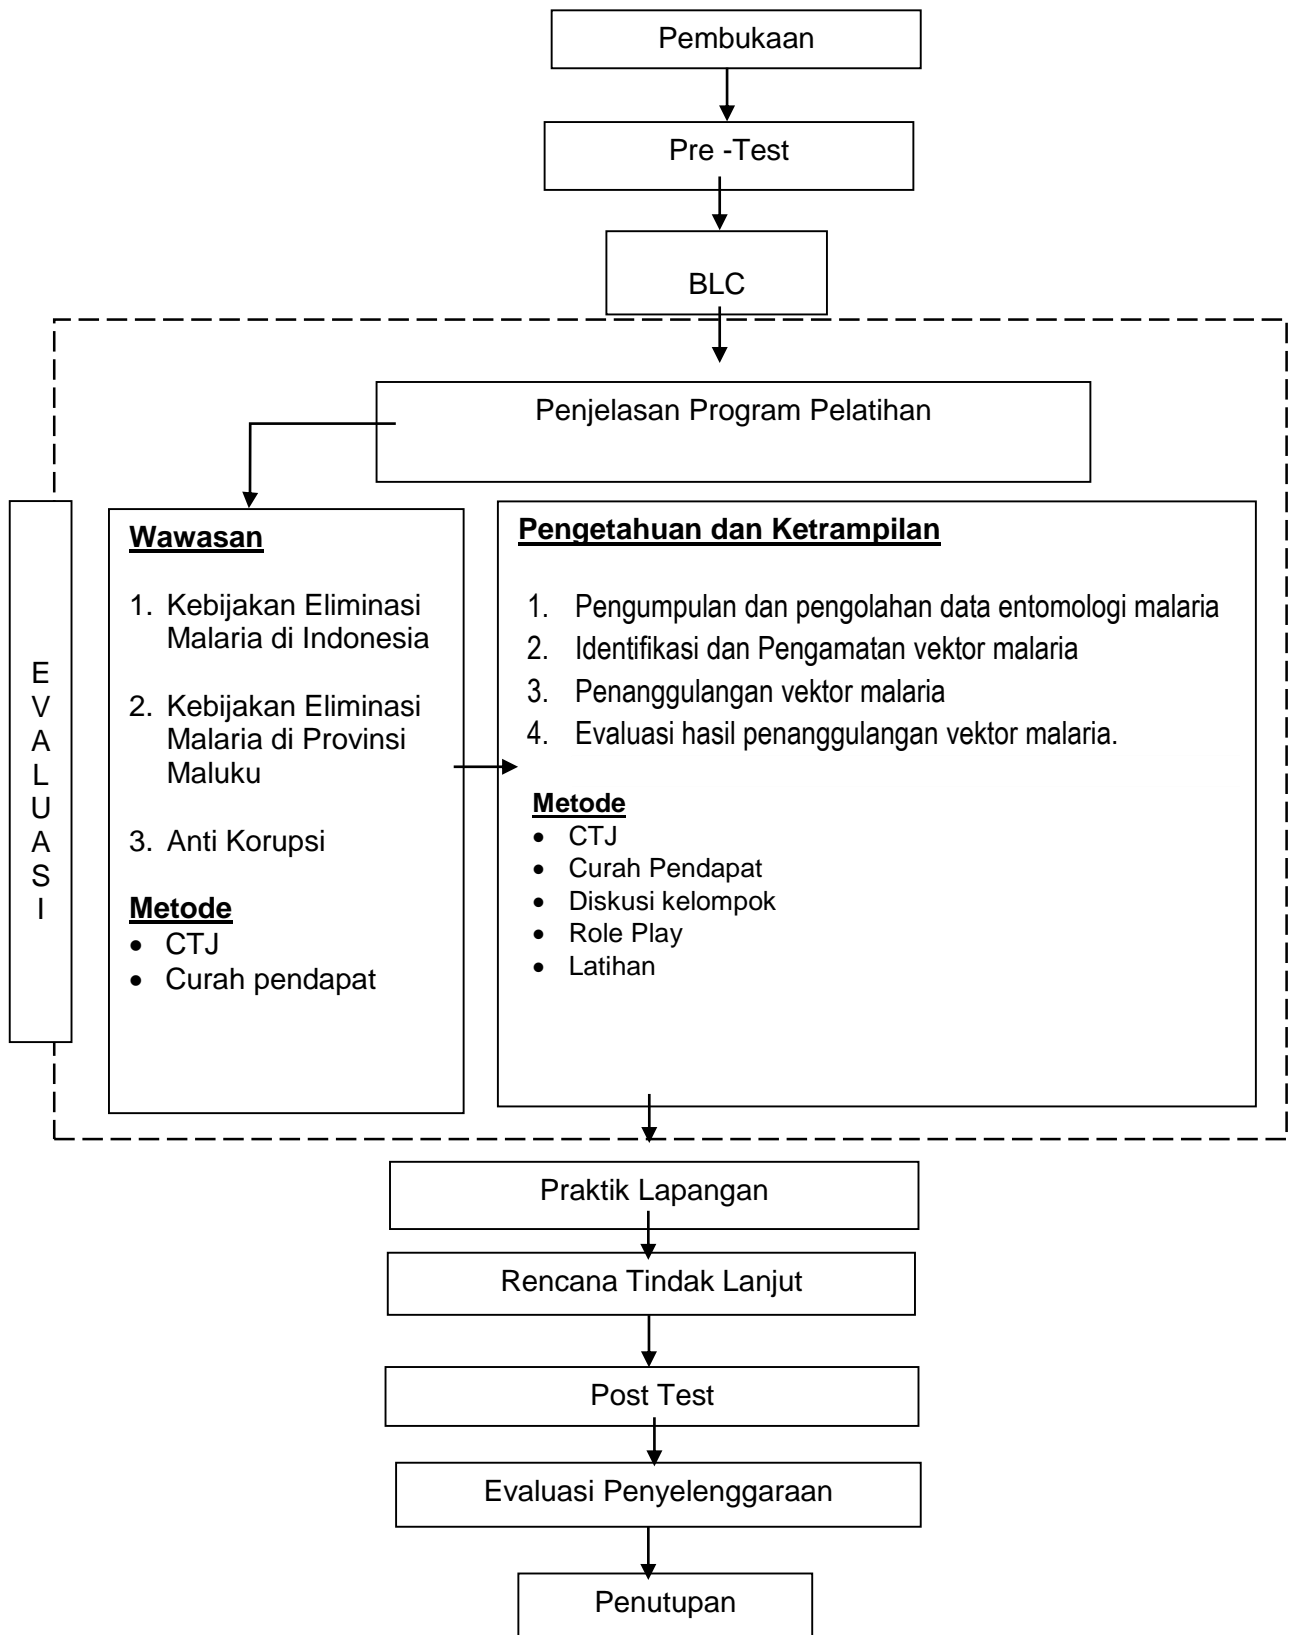 Pembukaan
Pre -Test
BLC
Penjelasan Program Pelatihan
E
V
A
L
U
A
S
I
Wawasan
1. Kebijakan Eliminasi
Malaria di Indonesia
2. Kebijakan Eliminasi
Malaria di Provinsi
Maluku
3. Anti Korupsi
Metode
• CTJ
• Curah pendapat
Pengetahuan dan Ketrampilan
1. Pengumpulan dan pengolahan data entomologi malaria
2. Identifikasi dan Pengamatan vektor malaria
3. Penanggulangan vektor malaria
4. Evaluasi hasil penanggulangan vektor malaria.
Metode
• CTJ
• Curah Pendapat
• Diskusi kelompok
• Role Play
• Latihan
Praktik Lapangan
Rencana Tindak Lanjut
Post Test
Evaluasi Penyelenggaraan
Penutupan